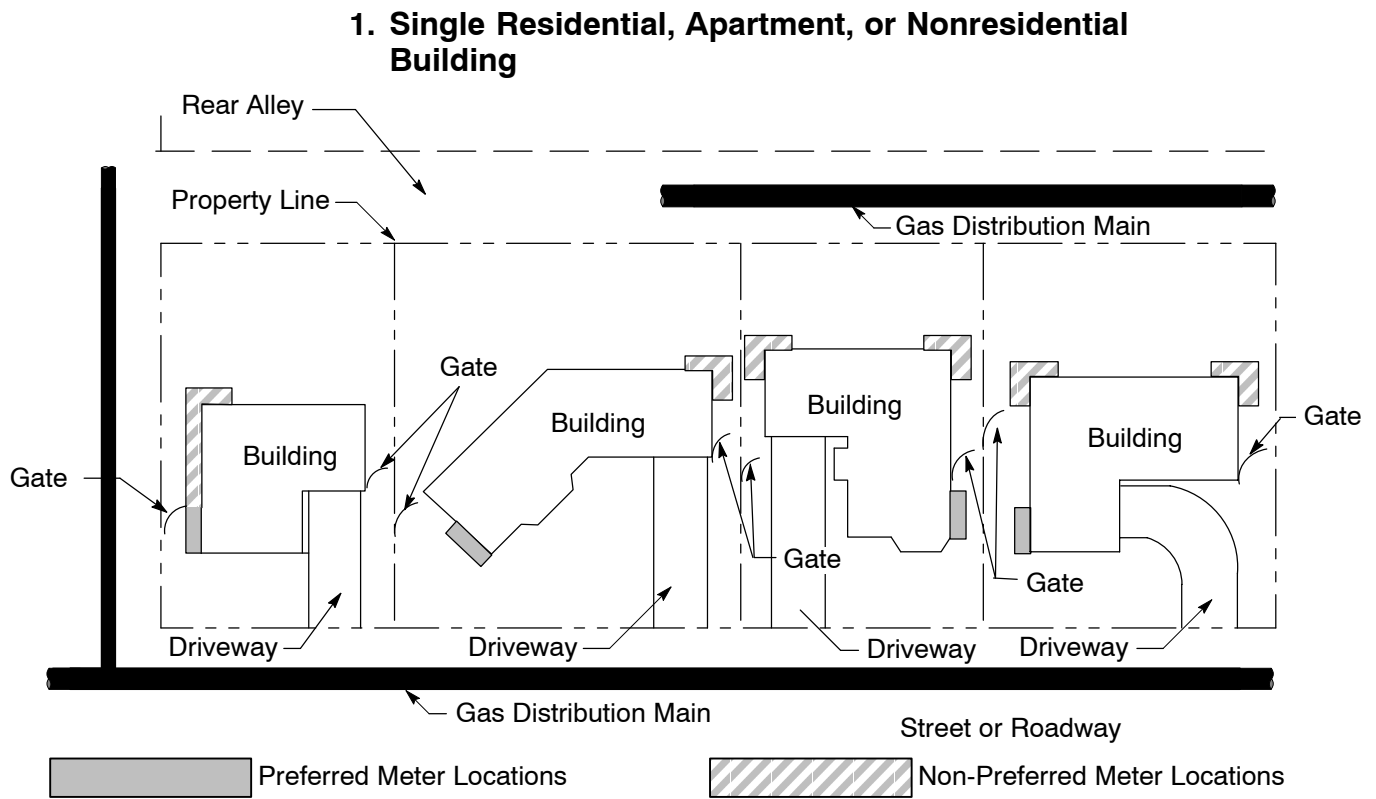 1. Single Residential, Apartment, or Nonresidential
Building
Rear Alley
Property Line
Gas Distribution Main
Gate
Building
Building
Building
Building
Gate
Gate
Gate
Gate
Driveway
Driveway
Driveway
Driveway
Gas Distribution Main
Street or Roadway
Preferred Meter Locations
Non-Preferred Meter Locations